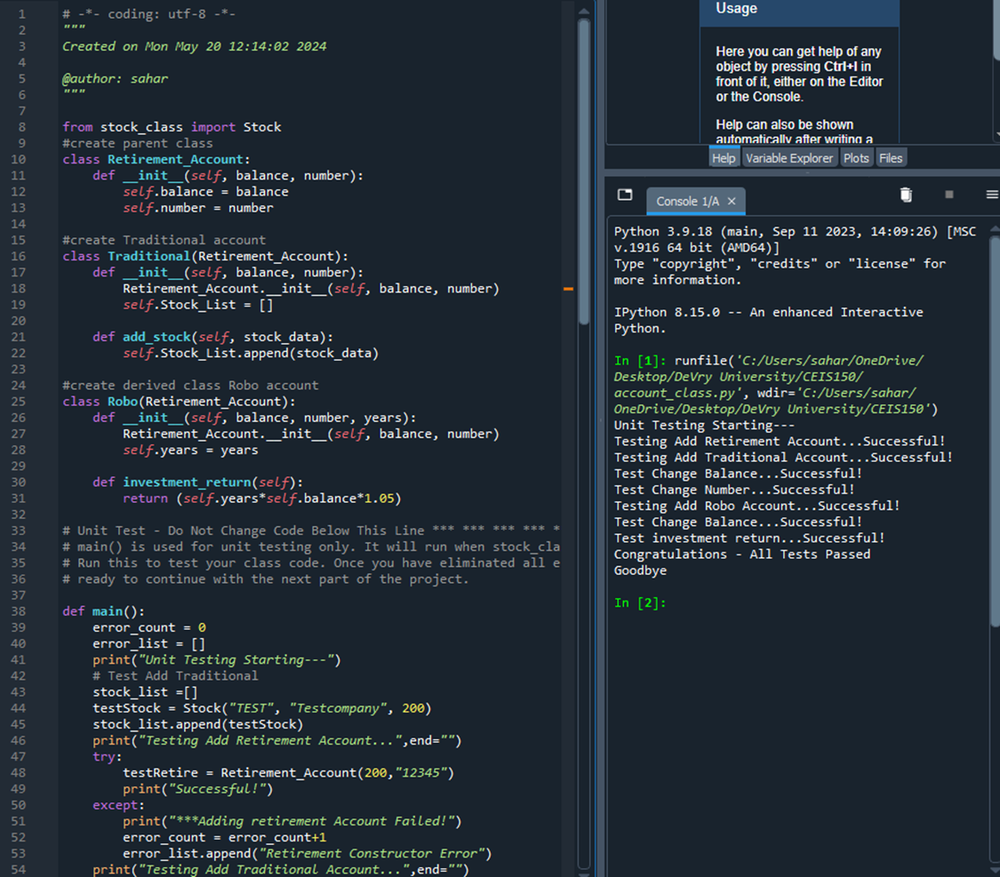 1 # -*- coding: utf-8 -*-
2 """
3 Created on Mon May 20 12:14:02 2024
4
5 @author: sahar
6 """
7
8 from stock_class import Stock
9 #create parent class
10 class Retirement_Account:
11     def __init__(self, balance, number):
12         self.balance = balance
13         self.number = number
14
15 #create Traditional account
16 class Traditional(Retirement_Account):
17     def __init__(self, balance, number):
18         Retirement_Account.__init__(self, balance, number)
19         self.Stock_List = []
20
21     def add_stock(self, stock_data):
22         self.Stock_List.append(stock_data)
23
24 #create derived class Robo account
25 class Robo(Retirement_Account):
26     def __init__(self, balance, number, years):
27         Retirement_Account.__init__(self, balance, number)
28         self.years = years
29
30     def investment_return(self):
31         return (self.years*self.balance*1.05)
32
33 # Unit Test - Do Not Change Code Below This Line *** *** *** *** *
34 # main() is used for unit testing only. It will run when stock_cla
35 # Run this to test your class code. Once you have eliminated all e
36 # ready to continue with the next part of the project.
37
38 def main():
39     error_count = 0
40     error_list = []
41     print("Unit Testing Starting---")
42     # Test Add Traditional
43     stock_list =[]
44     testStock = Stock("TEST", "Testcompany", 200)
45     stock_list.append(testStock)
46     print("Testing Add Retirement Account...",end="")
47     try:
48         testRetire = Retirement_Account(200,"12345")
49         print("Successful!")
50     except:
51         print("***Adding retirement Account Failed!")
52         error_count = error_count+1
53         error_list.append("Retirement Constructor Error")
54     print("Testing Add Traditional Account...",end="")
Usage
Here you can get help of any
object by pressing Ctrl+I in
front of it, either on the Editor
or the Console.
Help can also be shown
automatically after writing a
Help Variable Explorer Plots Files
Console 1/A ×
Python 3.9.18 (main, Sep 11 2023, 14:09:26) [MSC
v.1916 64 bit (AMD64)]
Type "copyright", "credits" or "license" for
more information.
IPython 8.15.0 -- An enhanced Interactive
Python.
In [1]: runfile('C:/Users/sahar/OneDrive/
Desktop/DeVry University/CEIS150/
account_class.py', wdir='C:/Users/sahar/
OneDrive/Desktop/DeVry University/CEIS150')
Unit Testing Starting---
Testing Add Retirement Account...Successful!
Testing Add Traditional Account...Successful!
Test Change Balance...Successful!
Test Change Number...Successful!
Testing Add Robo Account...Successful!
Test Change Balance...Successful!
Test investment return...Successful!
Congratulations - All Tests Passed
Goodbye
In [2]: